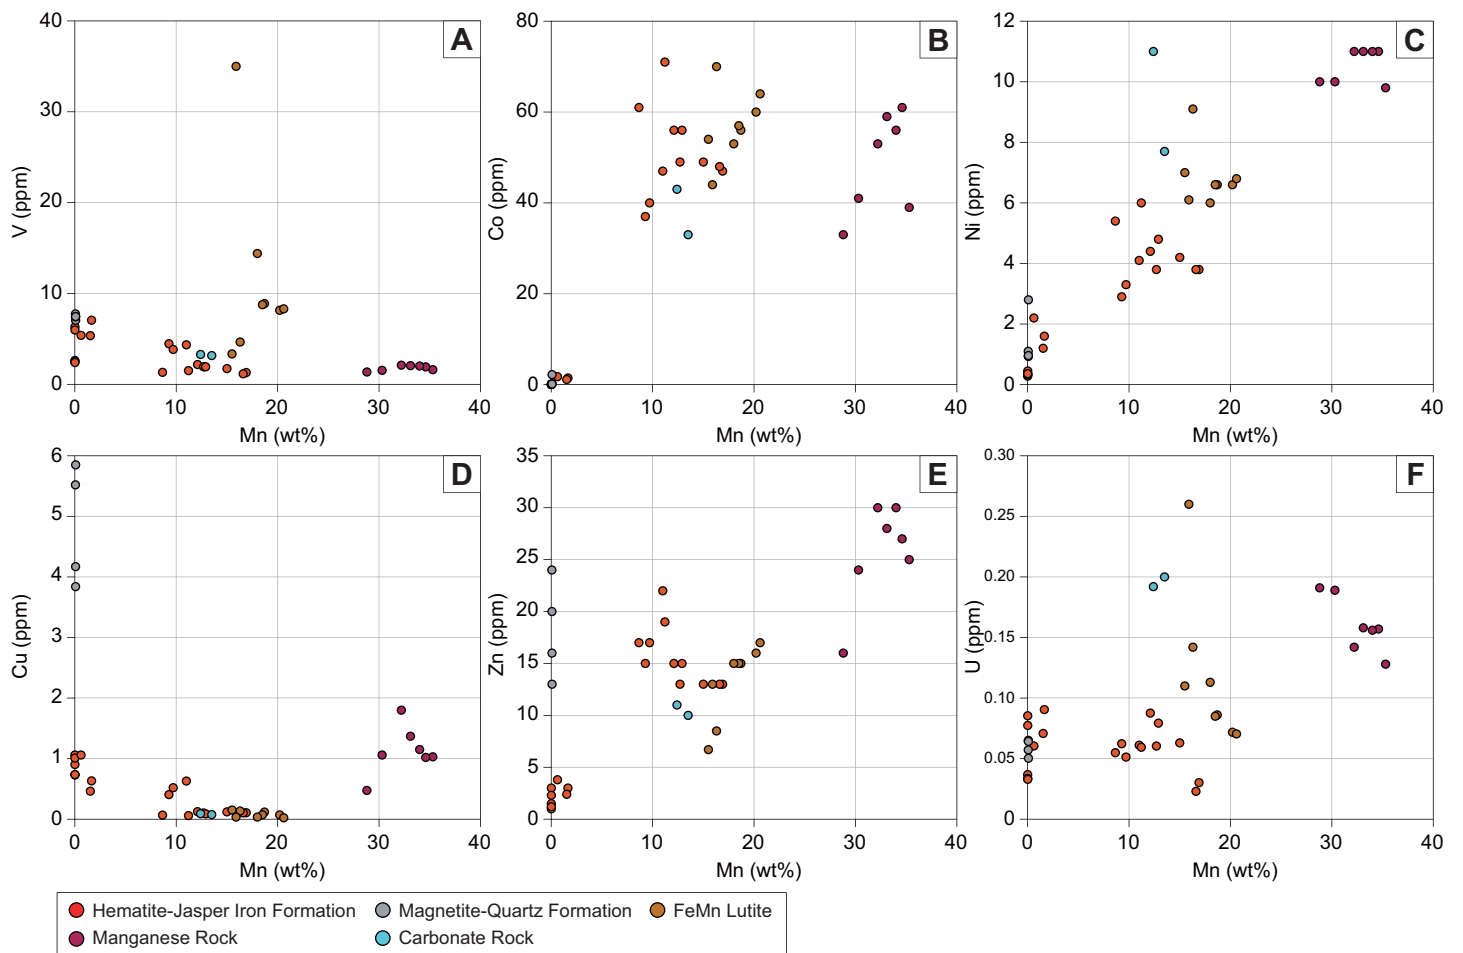 A
V (ppm)
40
30
20
10
0
0 10 20 30 40
Mn (wt%)
B
Co (ppm)
80
60
40
20
0
0 10 20 30 40
Mn (wt%)
C
Ni (ppm)
12
10
8
6
4
2
0
0 10 20 30 40
Mn (wt%)
D
Cu (ppm)
6
5
4
3
2
1
0
0 10 20 30 40
Mn (wt%)
E
Zn (ppm)
35
30
25
20
15
10
5
0
0 10 20 30 40
Mn (wt%)
F
U (ppm)
0.30
0.25
0.20
0.15
0.10
0.05
0
0 10 20 30 40
Mn (wt%)
Hematite-Jasper Iron Formation Magnetite-Quartz Formation FeMn Lutite
Manganese Rock Carbonate Rock